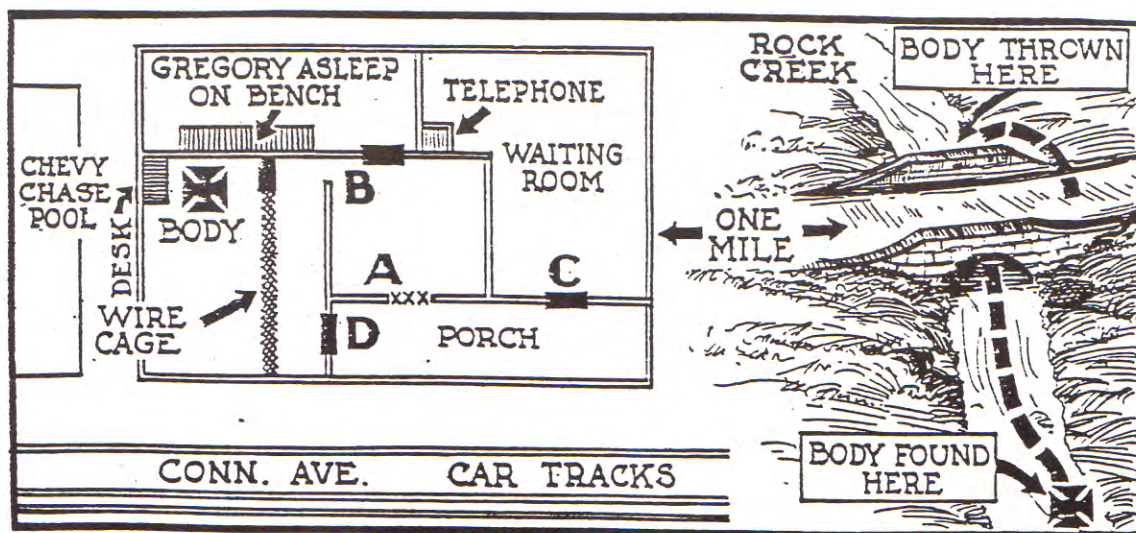 GREGORY ASLEEP
ON BENCH
TELEPHONE
CHEVY
CHASE
POOL
DESK
BODY
WIRE
CAGE
B
A
D
C
WAITING
ROOM
PORCH
CONN. AVE. CAR TRACKS
ONE
MILE
ROCK
CREEK
BODY THROWN
HERE
BODY FOUND
HERE